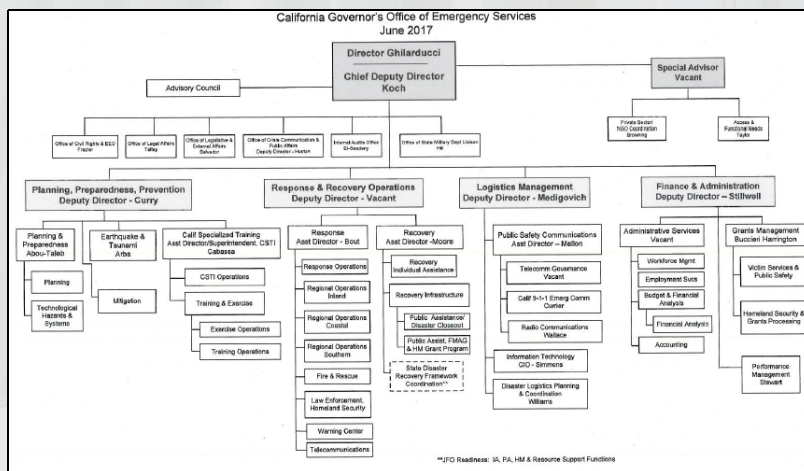 California Governor's Office of Emergency Services
June 2017
Director Ghilarducci
Chief Deputy Director
Koch
Advisory Council
Special Advisor
Vacant
Private Sector/
NGO Coordination
Browning
Access &
Functional Needs
Taylor
Office of Civil Rights & EEO
Frazier
Office of Legal Affairs
Talley
Office of Legislative &
External Affairs
Salvador
Office of Crisis Communication &
Public Affairs
Deputy Director - Huston
Internal Audits Office
Office of State Military Dept Liaison
Hill
Planning, Preparedness, Prevention
Deputy Director - Curry
Response & Recovery Operations
Deputy Director - Vacant
Logistics Management
Deputy Director - Medigovich
Finance & Administration
Deputy Director – Stillwell
Planning &
Preparedness
Abou-Taleb
Planning
Technological
Hazards &
Systems
Earthquake &
Tsunami
Arba
Mitigation
Calif Specialized Training
Asst Director/Superintendent, CSTI
Cabassa
CSTI Operations
Training & Exercise
Exercise Operations
Training Operations
Response
Asst Director - Bout
Response Operations
Regional Operations
Inland
Regional Operations
Coastal
Regional Operations
Southern
Fire & Rescue
Law Enforcement,
Homeland Security
Warning Center
Telecommunications
Recovery
Asst Director -Moore
Recovery
Individual Assistance
Recovery Infrastructure
Public Assistance/
Disaster Closeout
Public Assist, FMAG
& HM Grant Program
State Disaster
Recovery Framework
Coordination**
Public Safety Communications
Asst Director – Mallon
Telecomm Governance
Vacant
Calif 9-1-1 Emerg Comm
Currier
Radio Communications
Wallace
Information Technology
CIO - Simmens
Disaster Logistics Planning
& Coordination
Williams
Administrative Services
Vacant
Workforce Mgmt
Employment Svcs
Budget & Financial
Analysis
Financial Analysis
Accounting
Grants Management
Buccieri Harrington
Victim Services &
Public Safety
Homeland Security &
Grants Processing
Performance
Management
Stewart
**JFO Readiness: IA, PA, HM & Resource Support Functions